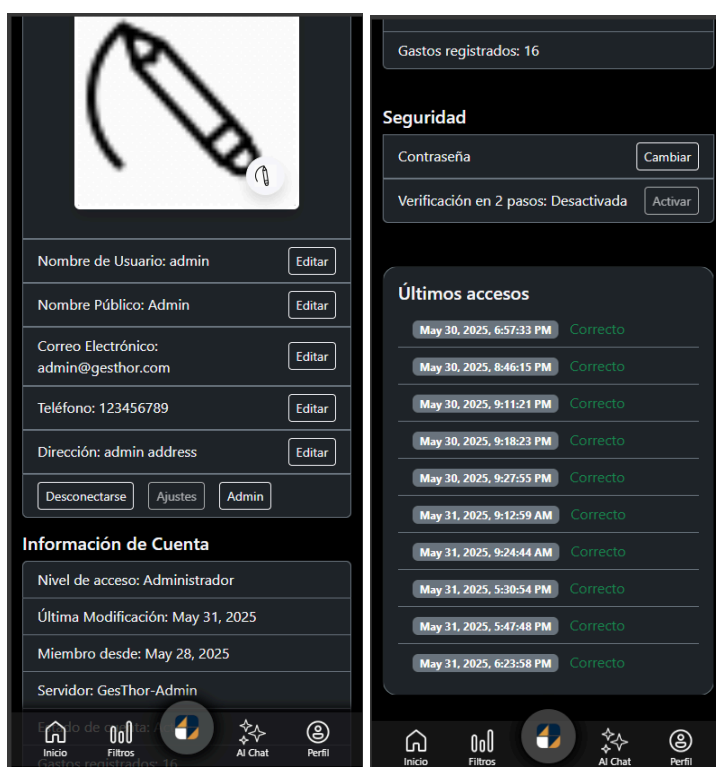 Nombre de Usuario: admin
Editar
Nombre Público: Admin
Editar
Correo Electrónico:
admin@gesthor.com
Editar
Teléfono: 123456789
Editar
Dirección: admin address
Editar
Desconectarse
Ajustes
Admin
Información de Cuenta
Nivel de acceso: Administrador
Última Modificación: May 31, 2025
Miembro desde: May 28, 2025
Servidor: GesThor-Admin
Estado de cuenta: A
Gastos registrados: 16
Inicio
Filtros
AI Chat
Perfil
Gastos registrados: 16
Seguridad
Contraseña
Cambiar
Verificación en 2 pasos: Desactivada
Activar
Últimos accesos
May 30, 2025, 6:57:33 PM Correcto
May 30, 2025, 8:46:15 PM Correcto
May 30, 2025, 9:11:21 PM Correcto
May 30, 2025, 9:18:23 PM Correcto
May 30, 2025, 9:27:55 PM Correcto
May 31, 2025, 9:12:59 AM Correcto
May 31, 2025, 9:24:44 AM Correcto
May 31, 2025, 5:30:54 PM Correcto
May 31, 2025, 5:47:48 PM Correcto
May 31, 2025, 6:23:58 PM Correcto
Inicio
Filtros
AI Chat
Perfil